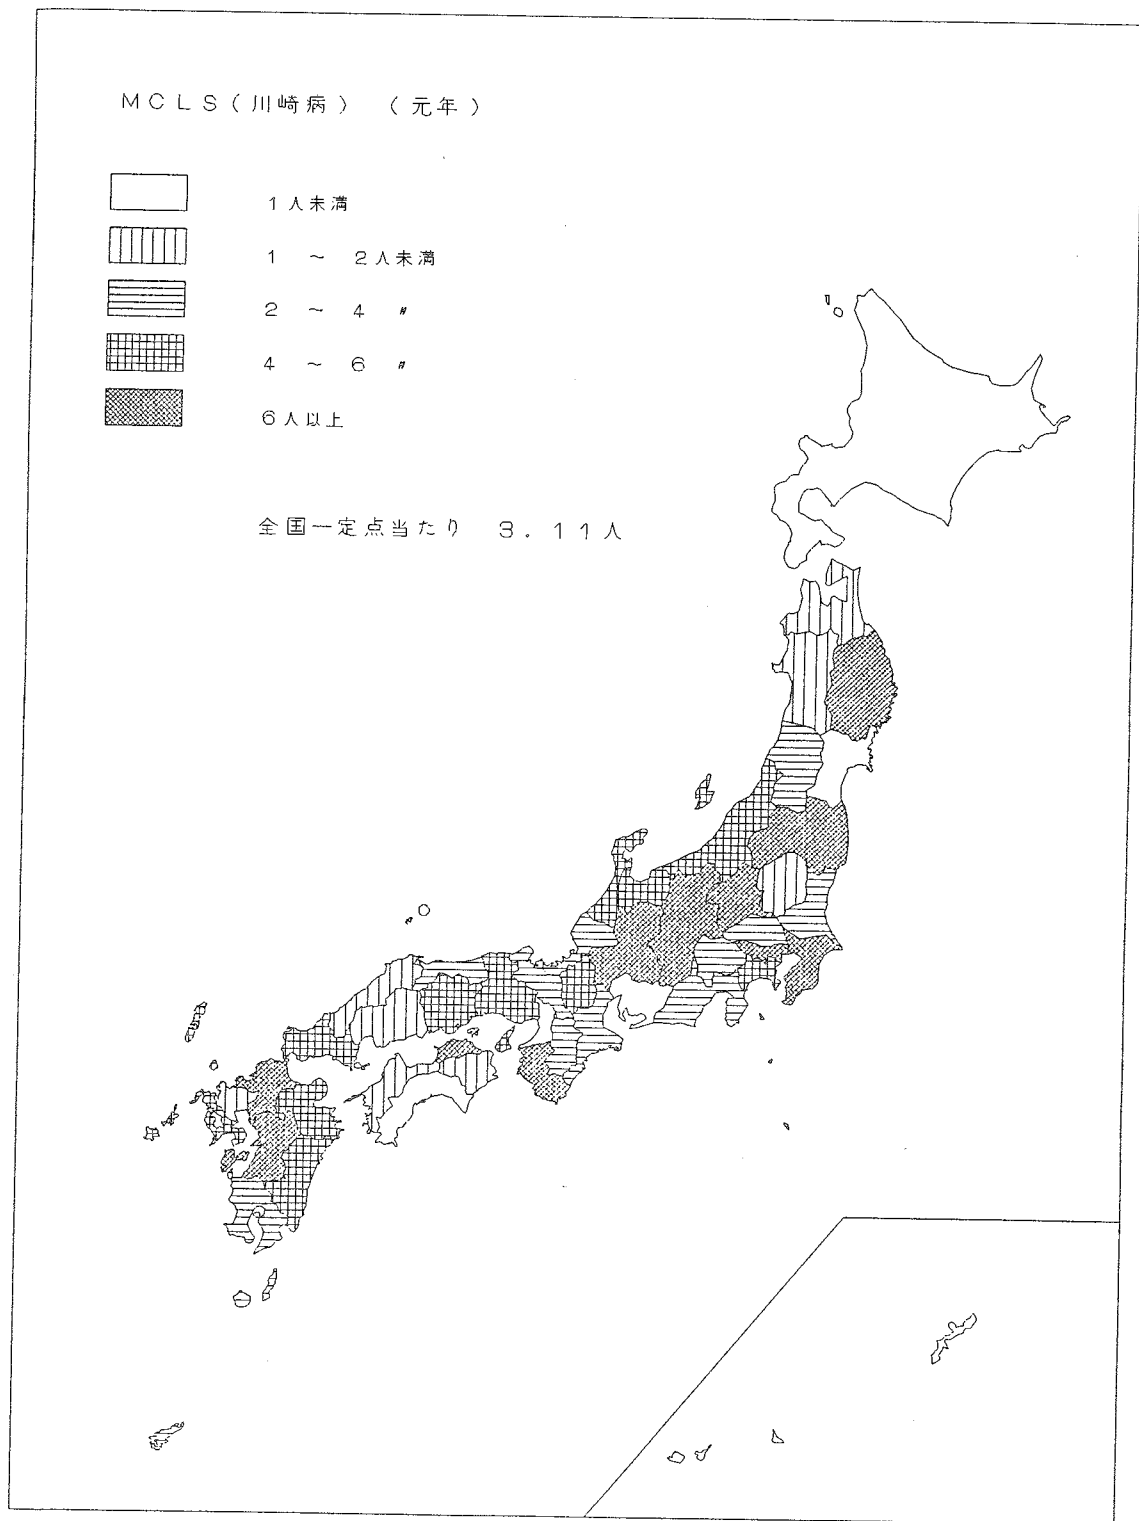 MCLS(川崎病) (元年)
1人未満
1 ~ 2人未満
2 ~ 4 〃
4 ~ 6 〃
6人以上
全国一定点当たり 3.11人